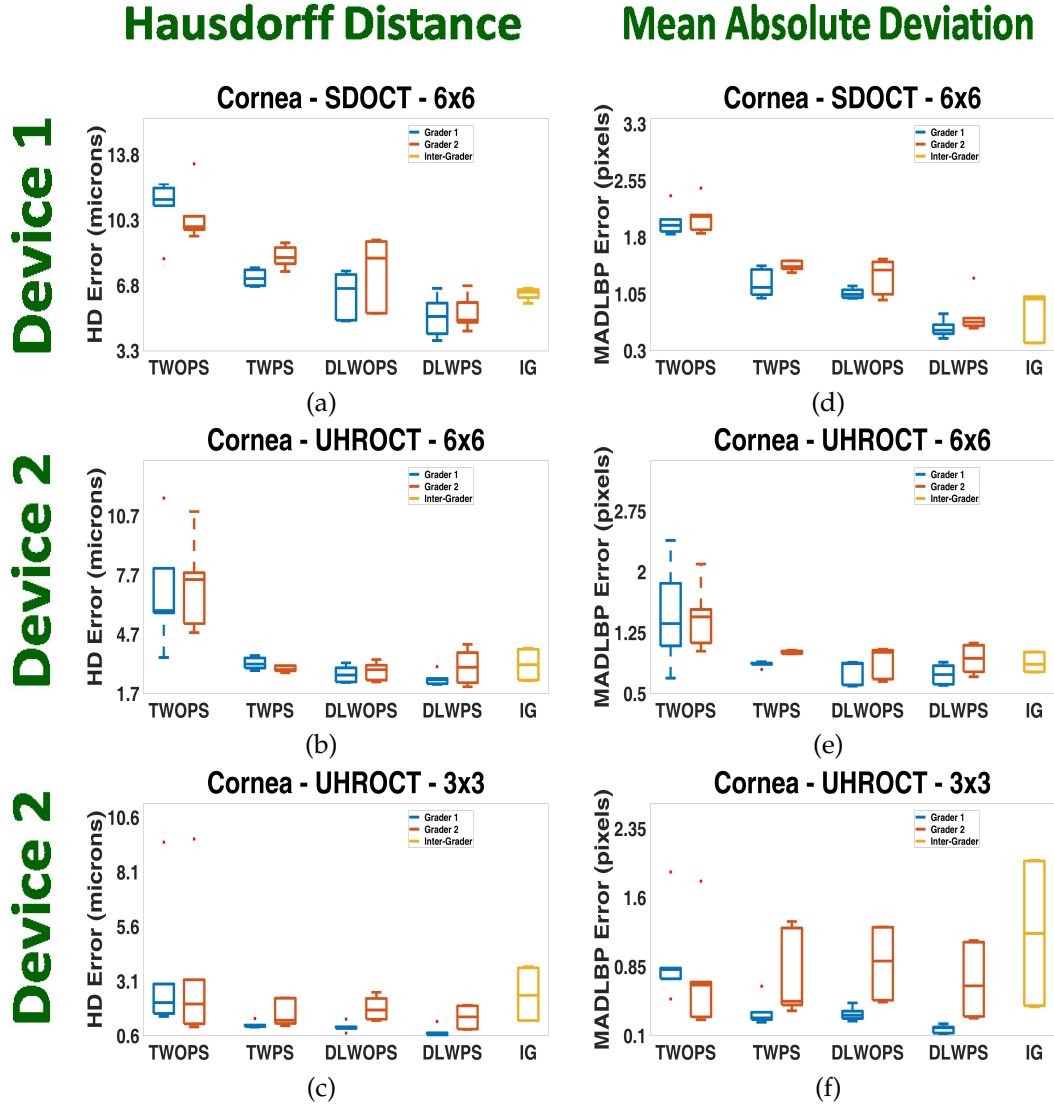 Hausdorff Distance
Mean Absolute Deviation
Device 1
Cornea - SDOCT - 6x6
HD Error (microns)
13.8
10.3
6.8
3.3
Grader 1
Grader 2
Inter-Grader
TWOPS TWPS DLWOPS DLWPS IG
(a)
Cornea - SDOCT - 6x6
MADLBP Error (pixels)
3.3
2.55
1.8
1.05
0.3
Grader 1
Grader 2
Inter-Grader
TWOPS TWPS DLWOPS DLWPS IG
(d)
Device 2
Cornea - UHROCT - 6x6
HD Error (microns)
10.7
7.7
4.7
1.7
Grader 1
Grader 2
Inter-Grader
TWOPS TWPS DLWOPS DLWPS IG
(b)
Cornea - UHROCT - 6x6
MADLBP Error (pixels)
2.75
2
1.25
0.5
Grader 1
Grader 2
Inter-Grader
TWOPS TWPS DLWOPS DLWPS IG
(e)
Device 2
Cornea - UHROCT - 3x3
HD Error (microns)
10.6
8.1
5.6
3.1
0.6
Grader 1
Grader 2
Inter-Grader
TWOPS TWPS DLWOPS DLWPS IG
(c)
Cornea - UHROCT - 3x3
MADLBP Error (pixels)
2.35
1.6
0.85
0.1
Grader 1
Grader 2
Inter-Grader
TWOPS TWPS DLWOPS DLWPS IG
(f)